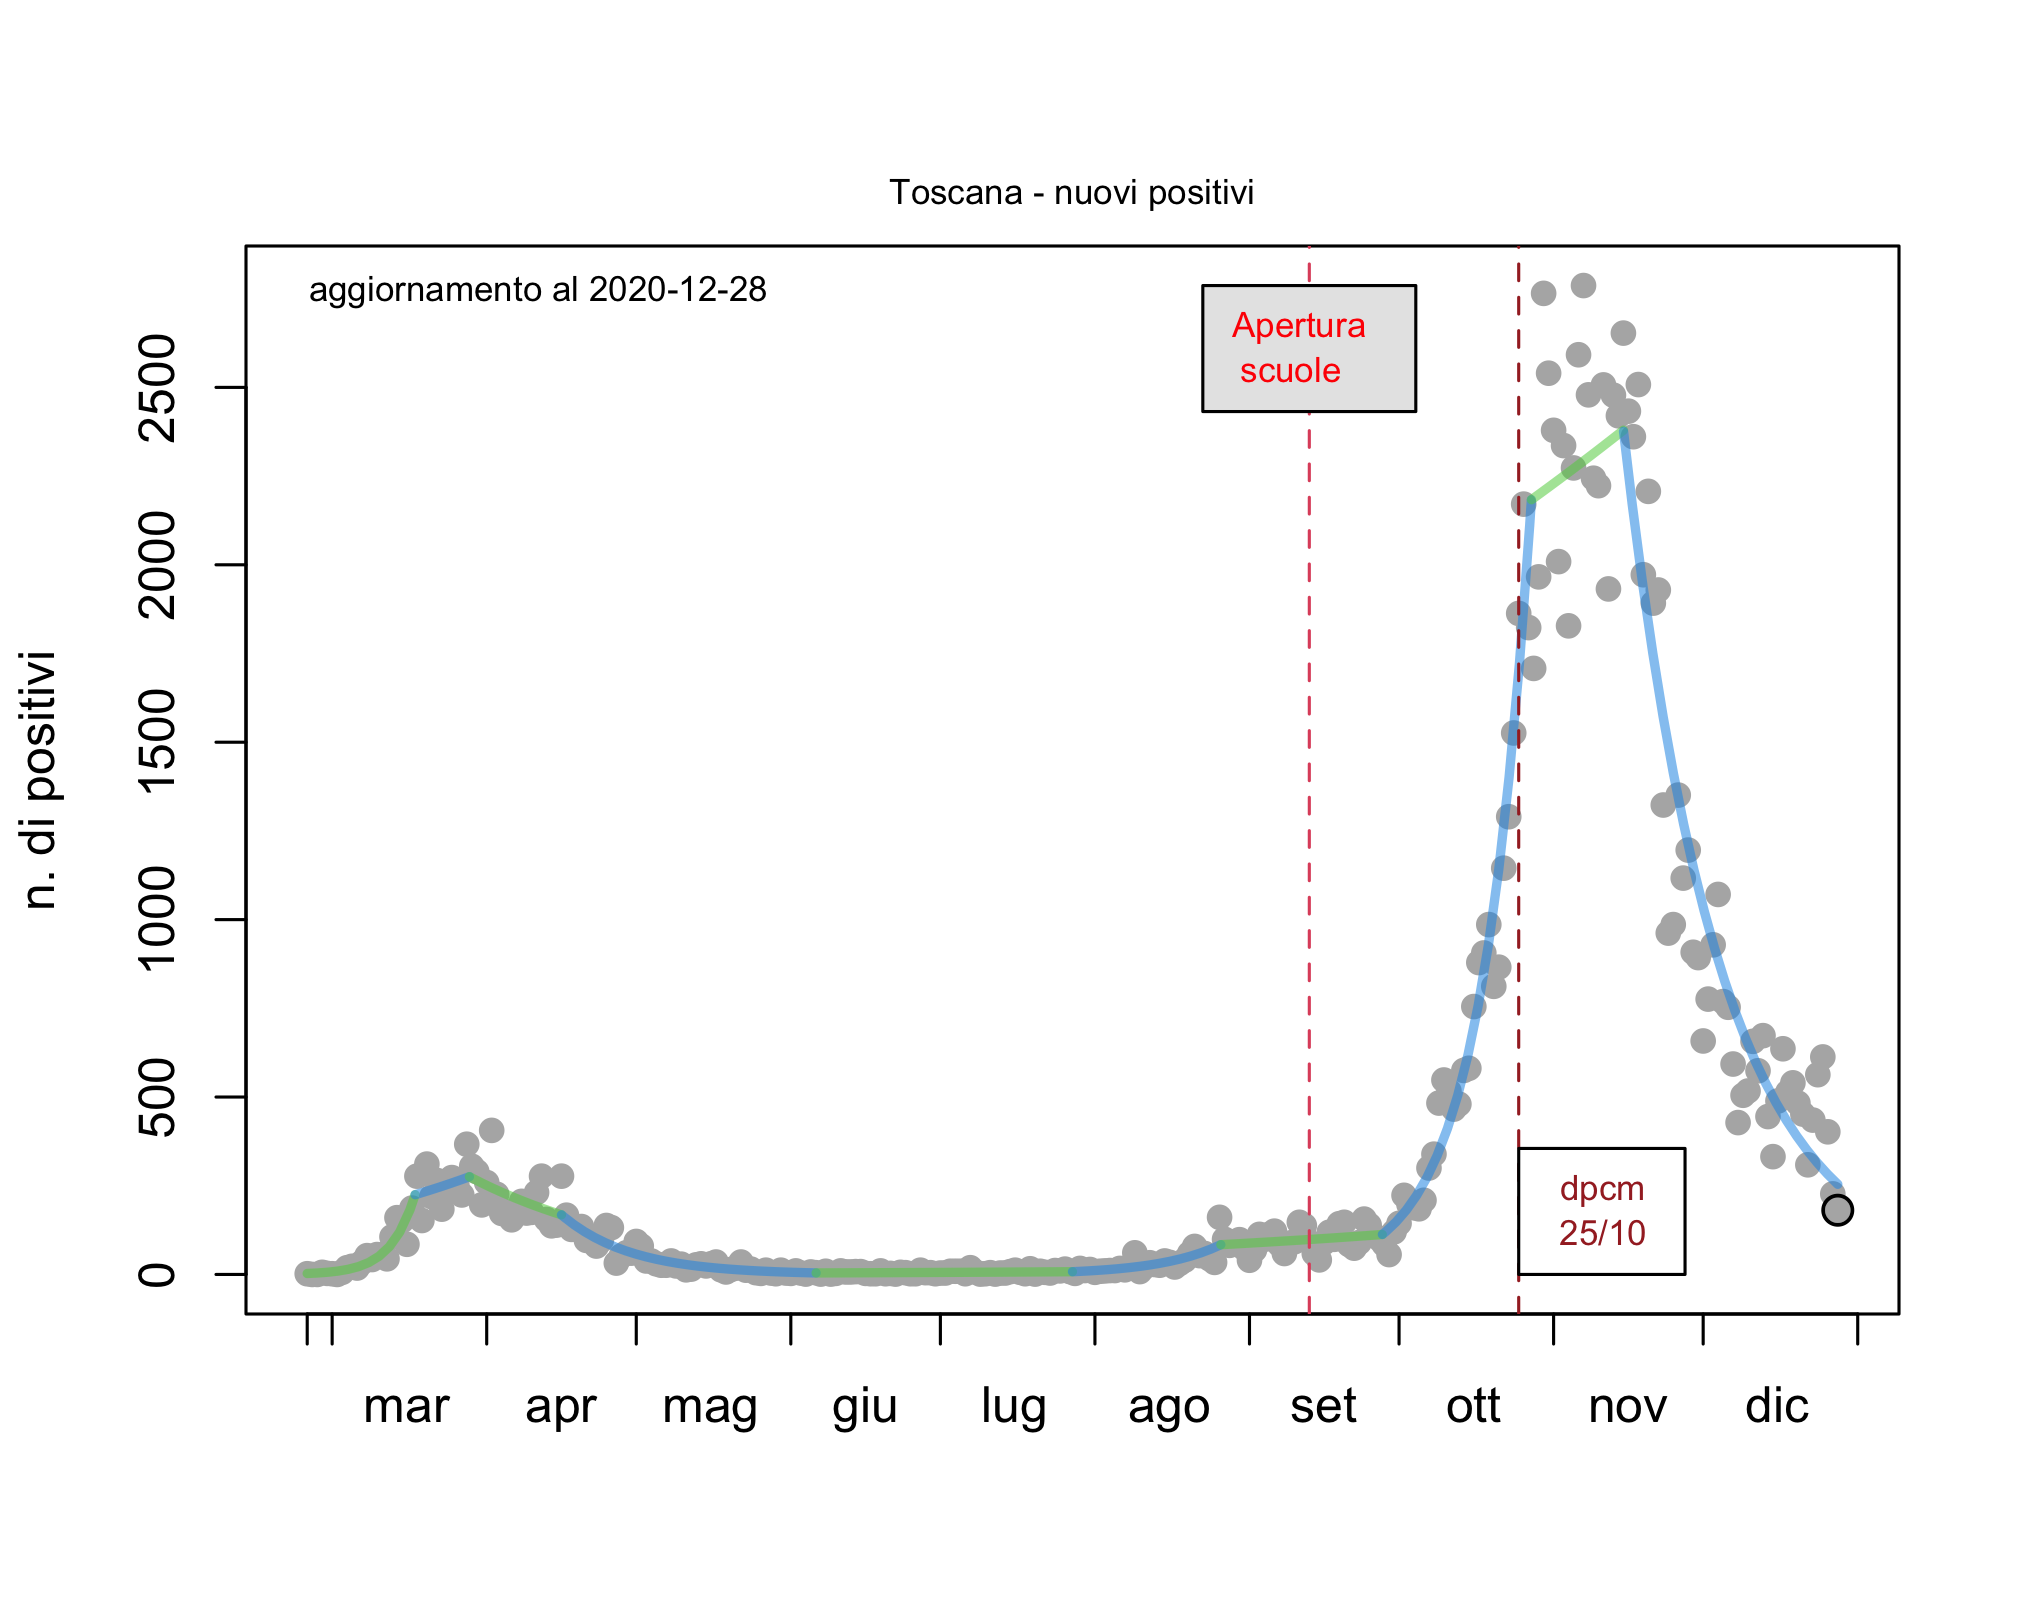 Toscana - nuovi positivi
aggiornamento al 2020-12-28
Apertura
scuole
n. di positivi
2500
2000
1500
1000
500
0
dpcm
25/10
mar apr mag giu lug ago set ott nov dic